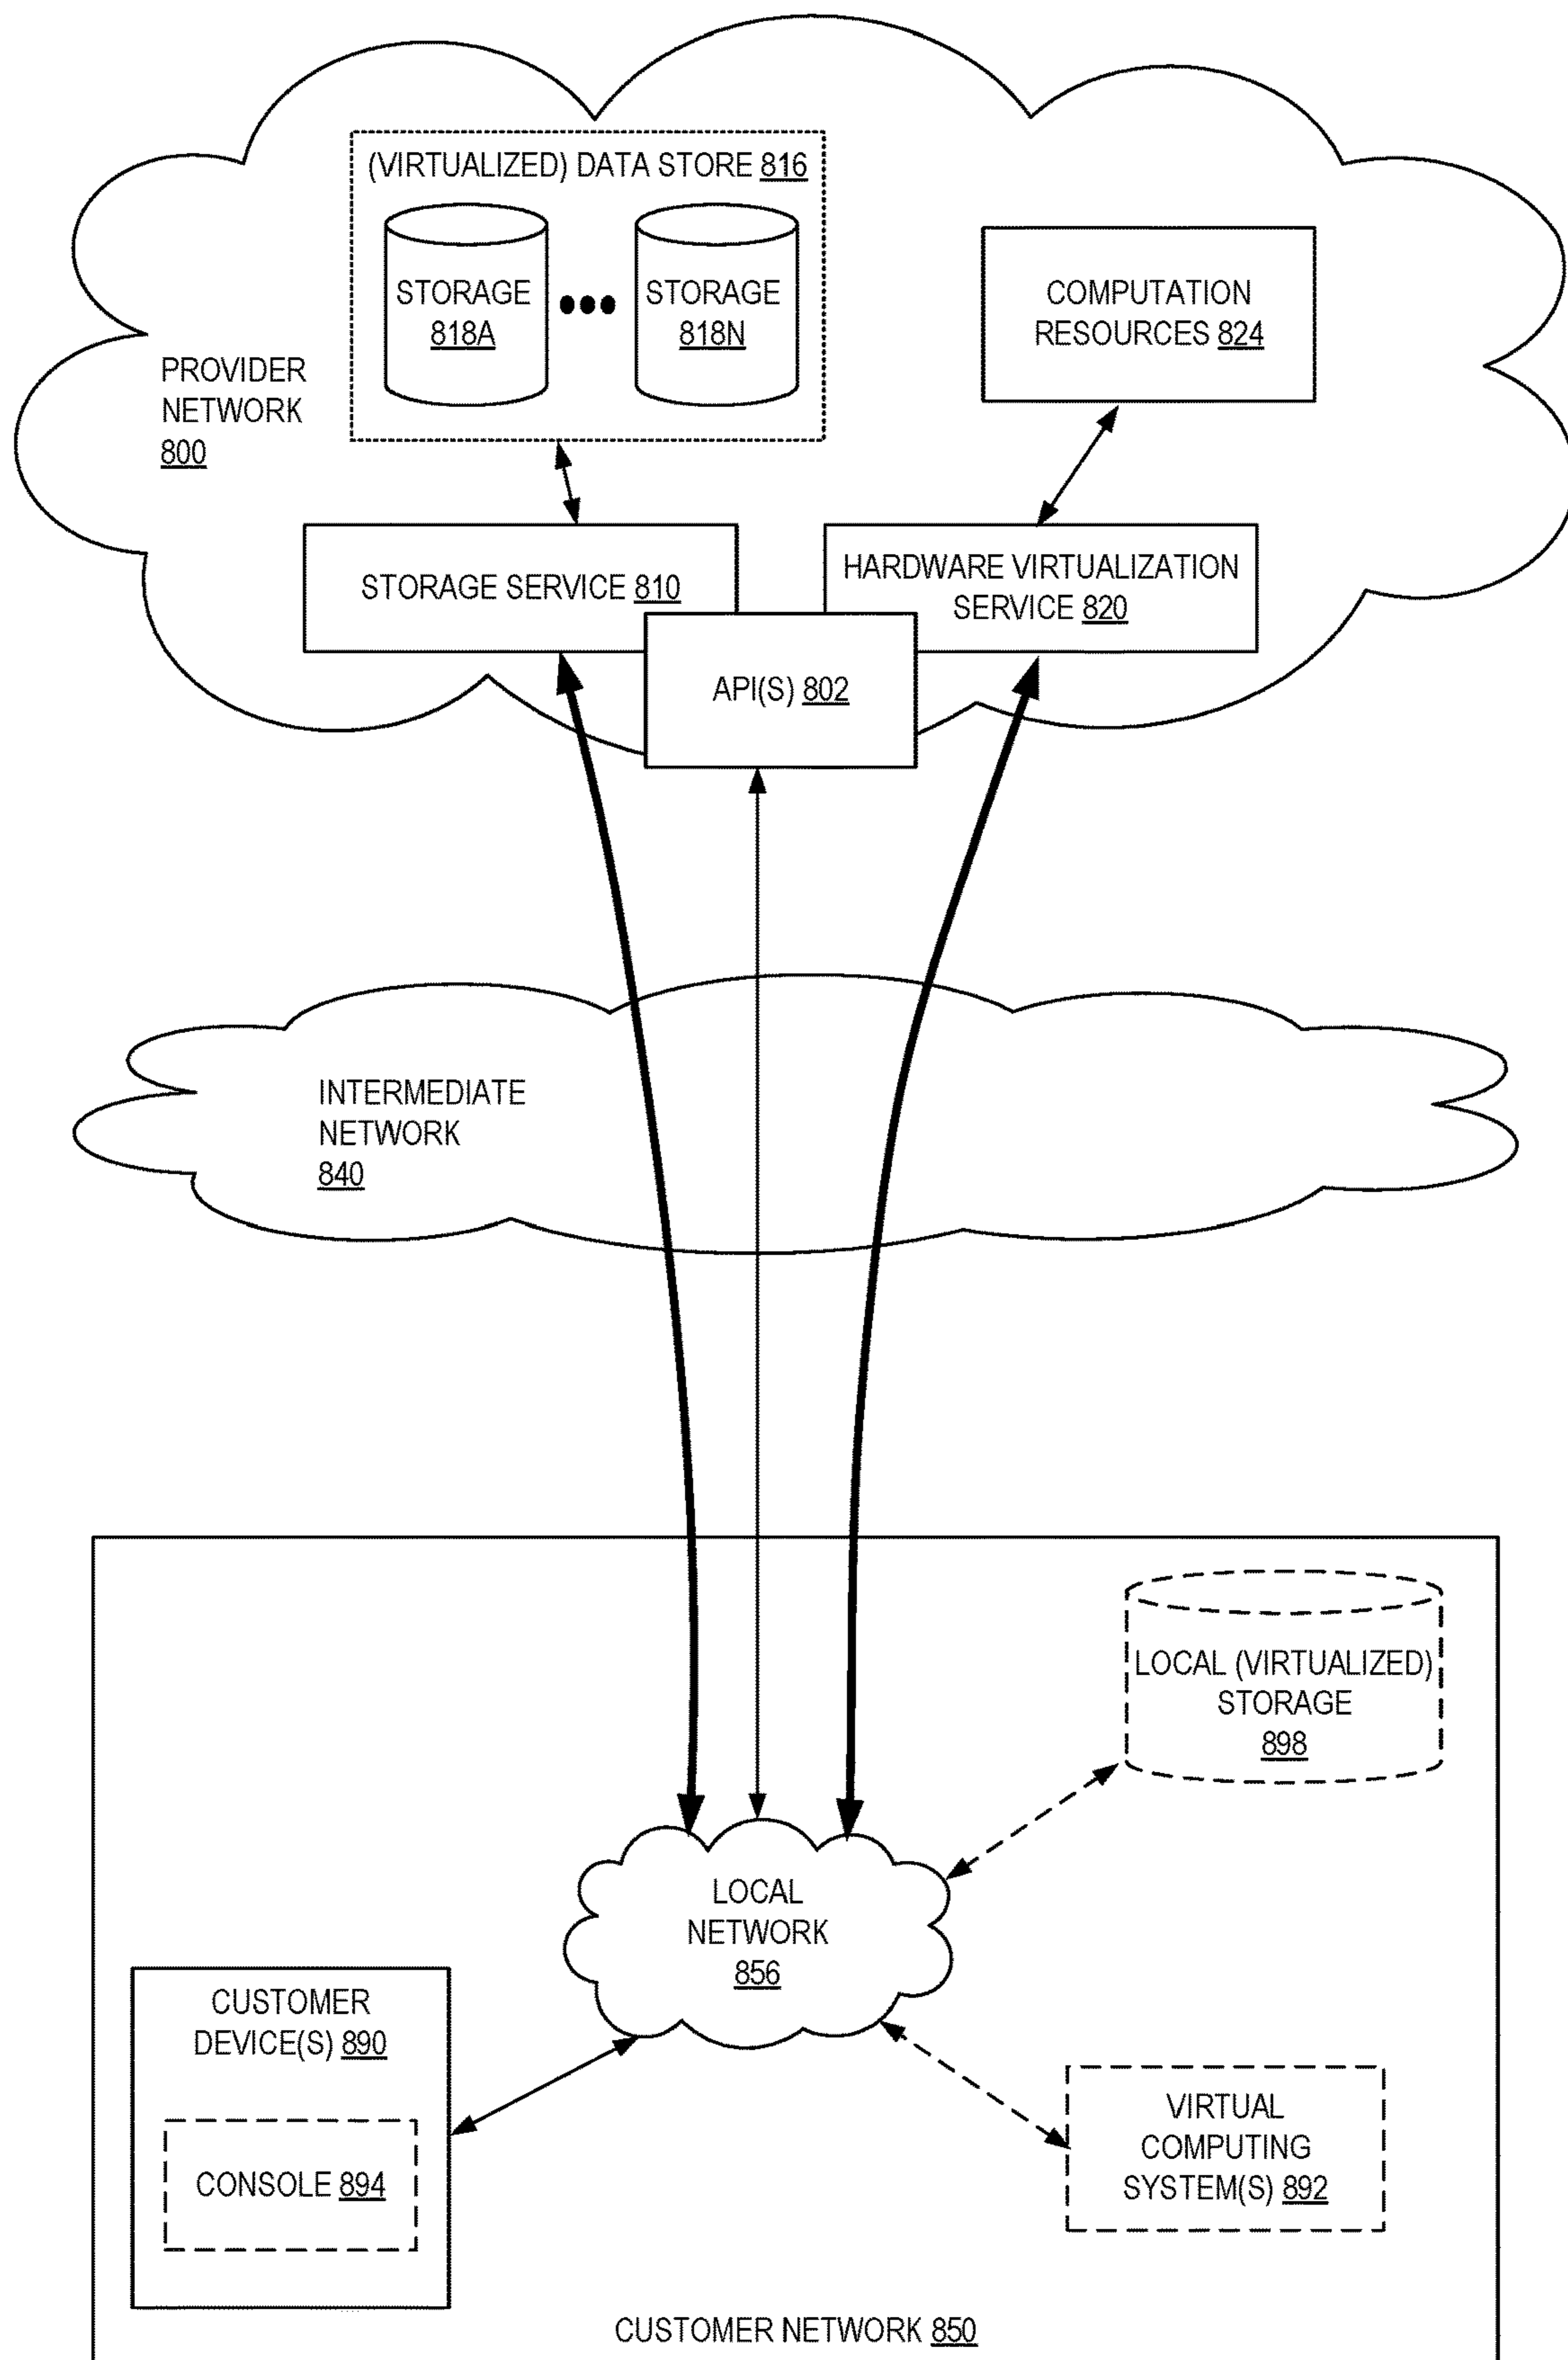 (VIRTUALIZED) DATA STORE 816
STORAGE
818A
STORAGE
818N
COMPUTATION
RESOURCES 824
PROVIDER
NETWORK
800
STORAGE SERVICE 810
HARDWARE VIRTUALIZATION
SERVICE 820
API(S) 802
INTERMEDIATE
NETWORK
840
LOCAL (VIRTUALIZED)
STORAGE
898
LOCAL
NETWORK
856
CUSTOMER
DEVICE(S) 890
CONSOLE 894
VIRTUAL
COMPUTING
SYSTEM(S) 892
CUSTOMER NETWORK 850